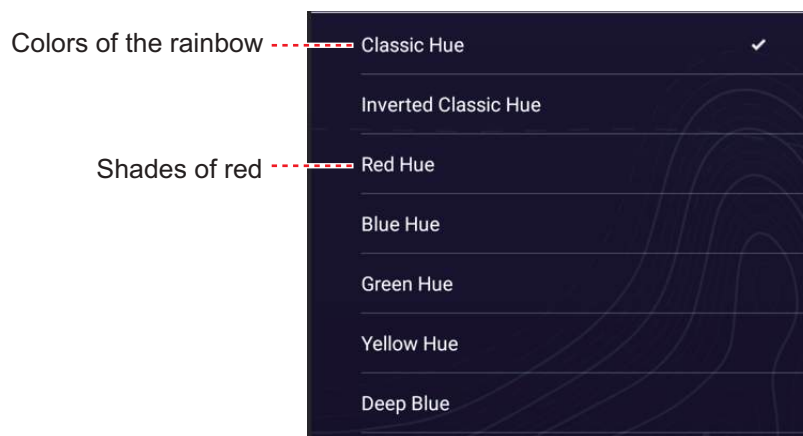 Colors of the rainbow
Classic Hue
Inverted Classic Hue
Shades of red
Red Hue
Blue Hue
Green Hue
Yellow Hue
Deep Blue